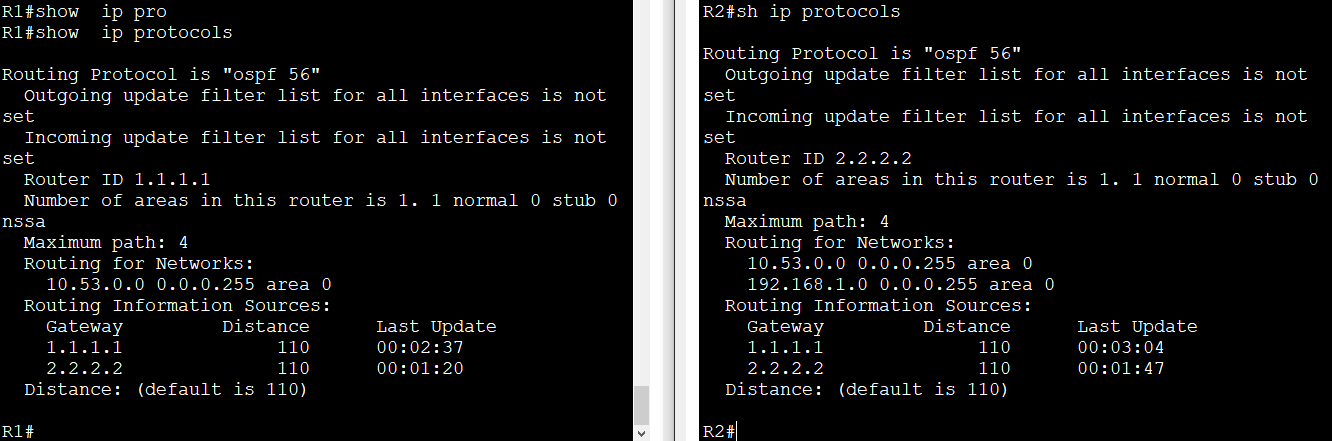 R1#show  ip pro
R1#show  ip protocols

Routing Protocol is "ospf 56"
  Outgoing update filter list for all interfaces is not
set
  Incoming update filter list for all interfaces is not
set
  Router ID 1.1.1.1
  Number of areas in this router is 1. 1 normal 0 stub 0
nssa
  Maximum path: 4
  Routing for Networks:
    10.53.0.0 0.0.0.255 area 0
  Routing Information Sources:
    Gateway         Distance      Last Update
    1.1.1.1              110      00:02:37
    2.2.2.2              110      00:01:20
  Distance: (default is 110)

R1#
R2#sh ip protocols

Routing Protocol is "ospf 56"
  Outgoing update filter list for all interfaces is not
set
  Incoming update filter list for all interfaces is not
set
  Router ID 2.2.2.2
  Number of areas in this router is 1. 1 normal 0 stub 0
nssa
  Maximum path: 4
  Routing for Networks:
    10.53.0.0 0.0.0.255 area 0
    192.168.1.0 0.0.0.255 area 0
  Routing Information Sources:
    Gateway         Distance      Last Update
    1.1.1.1              110      00:03:04
    2.2.2.2              110      00:01:47
  Distance: (default is 110)

R2#